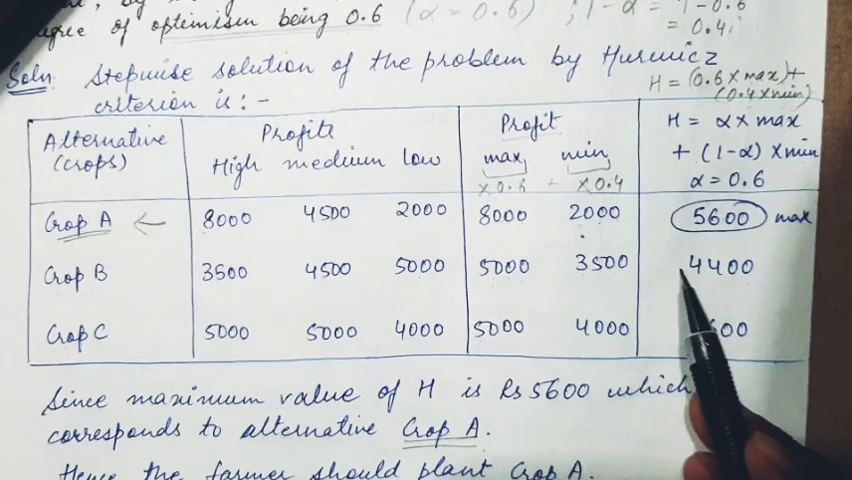 degree of optimism being 0.6 (α = 0.6) ; 1-α = 1-0.6
= 0.4
Soln. Stepwise solution of the problem by Hurwicz
criterion is :-
H = (0.6 x max) +
(0.4 x min)
Alternative (crops) Profits High medium low Profit max min x 0.6 + x 0.4 H = α x max + (1-α) x min α = 0.6
Crop A ← 8000 4500 2000 8000 2000 5600 max
Crop B 3500 4500 5000 5000 3500 4400
Crop C 5000 5000 4000 5000 4000 600
Since maximum value of H is Rs 5600 which
corresponds to alternative Crop A.
Hence the farmer should plant Crop A.